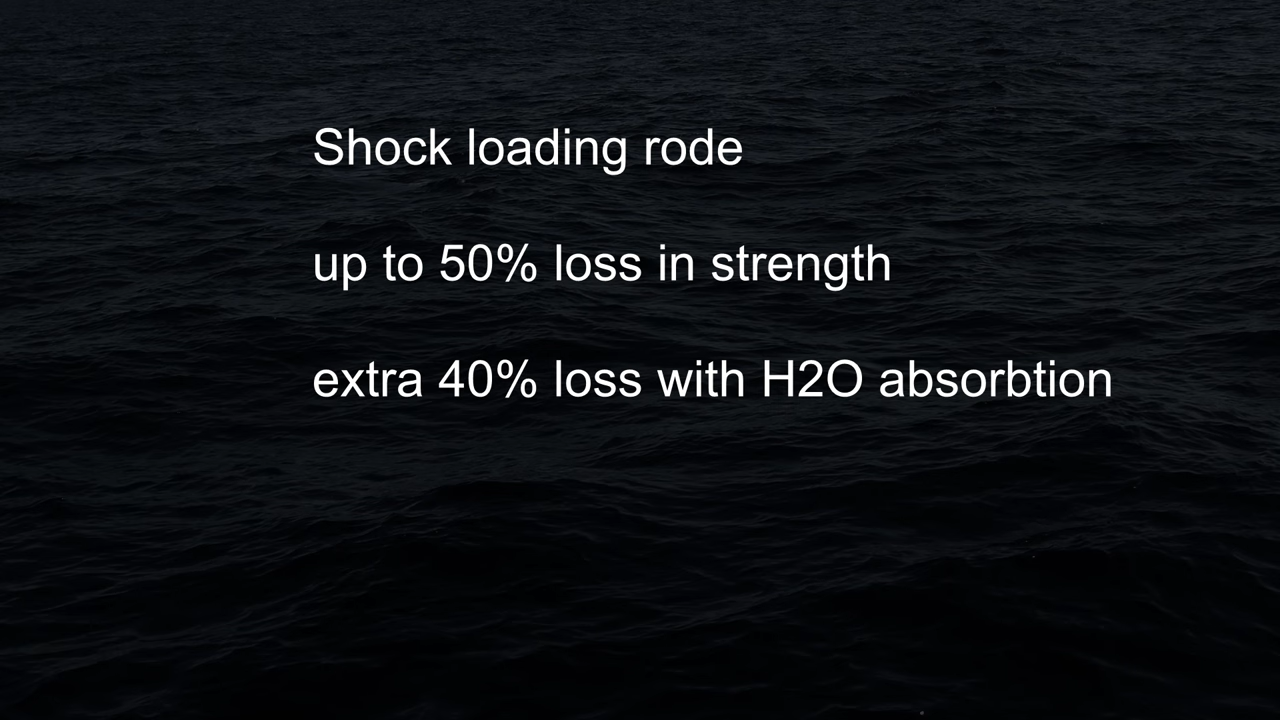 Shock loading rode
up to 50% loss in strength
extra 40% loss with H2O absorbtion